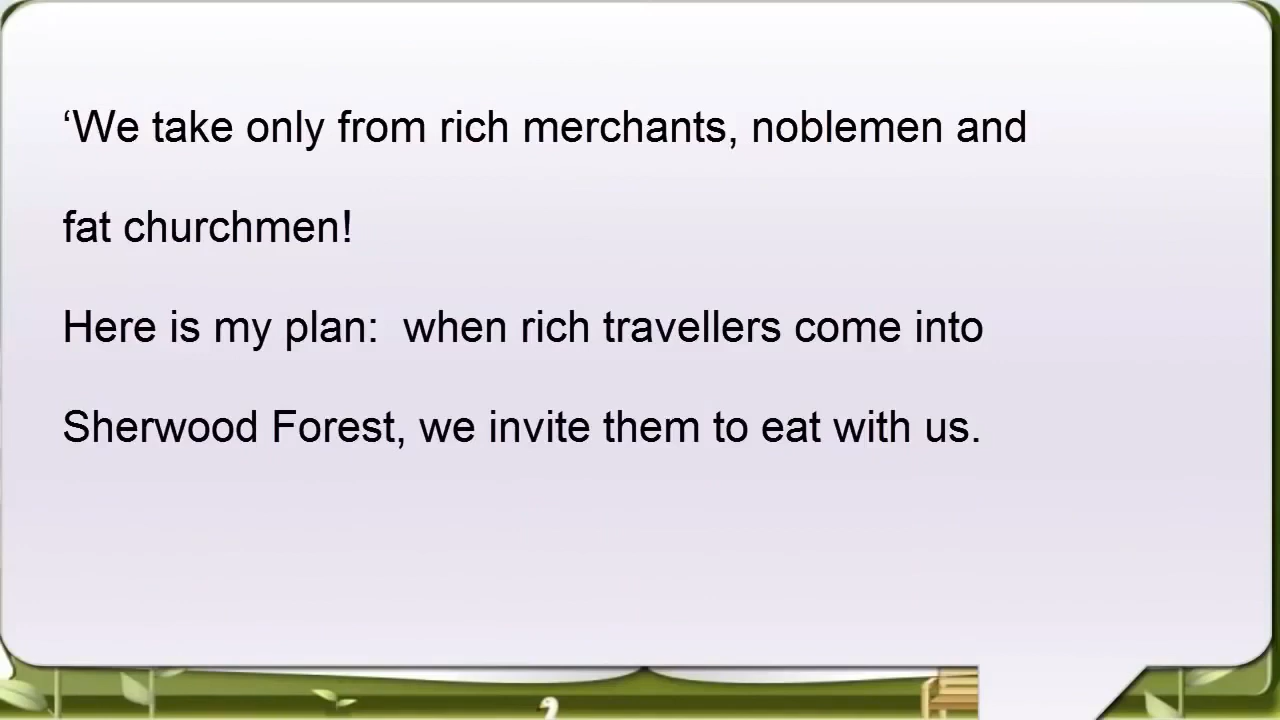 ‘We take only from rich merchants, noblemen and
fat churchmen!
Here is my plan:  when rich travellers come into
Sherwood Forest, we invite them to eat with us.